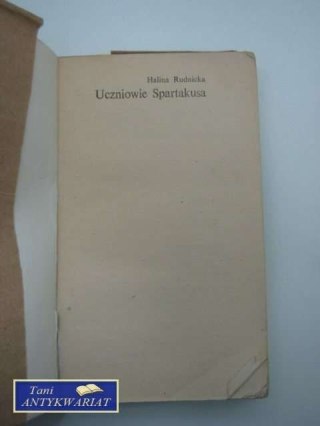 Halina Rudnicka
Uczniowie Spartakusa
Tani
ANTYKWARIAT